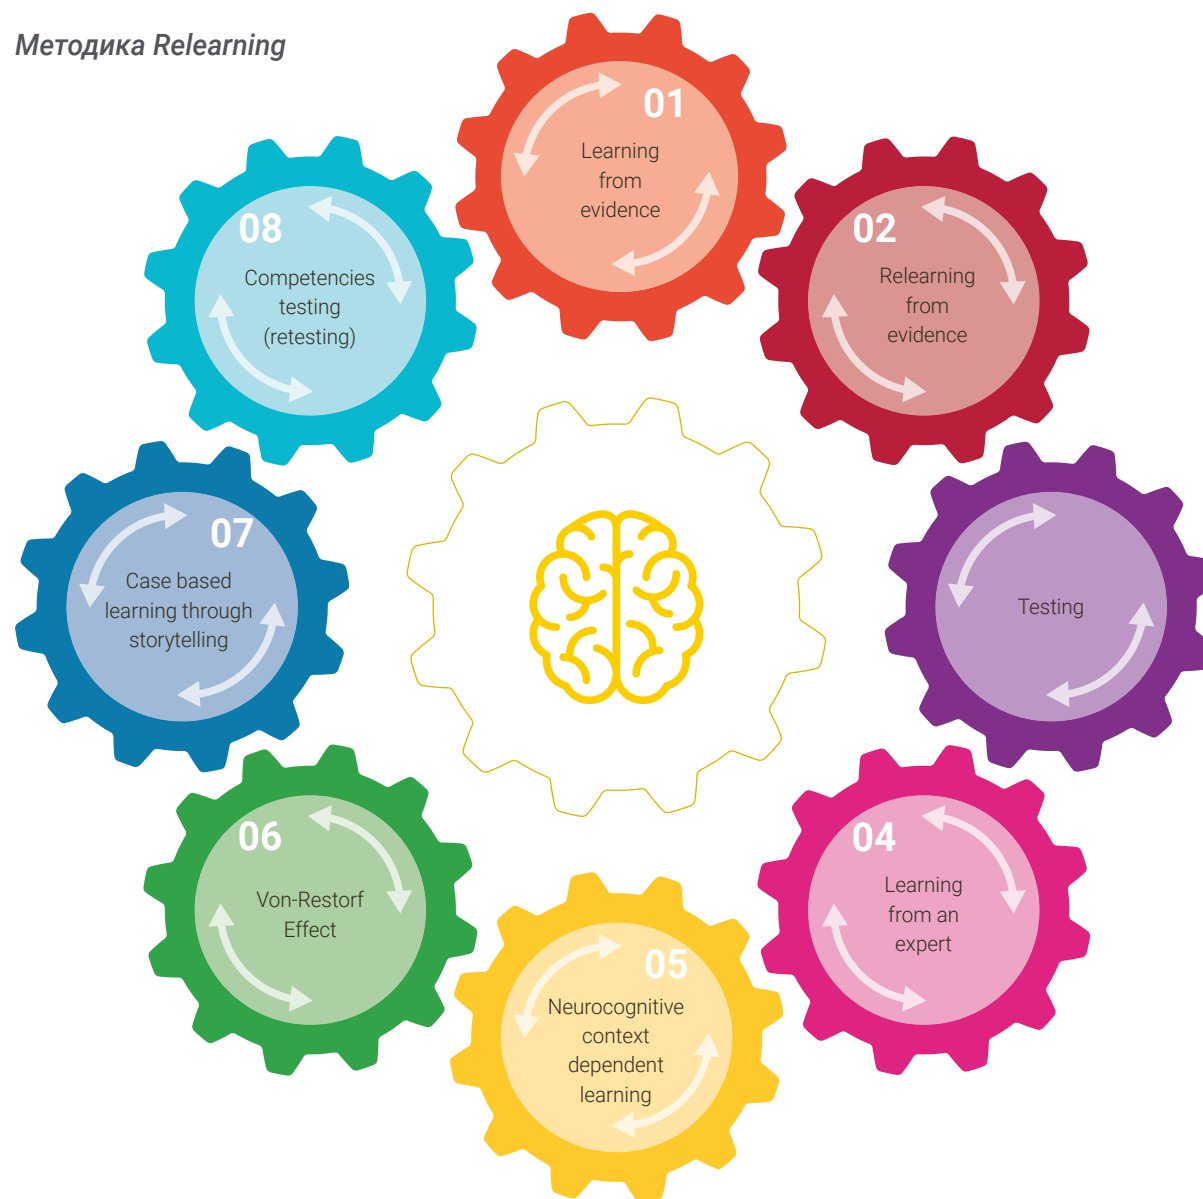 Методика Relearning
01
Learning
from
evidence
02
Relearning
from
evidence
Testing
04
Learning
from an
expert
05
Neurocognitive
context
dependent
learning
06
Von-Restorf
Effect
07
Case based
learning through
storytelling
08
Competencies
testing
(retesting)